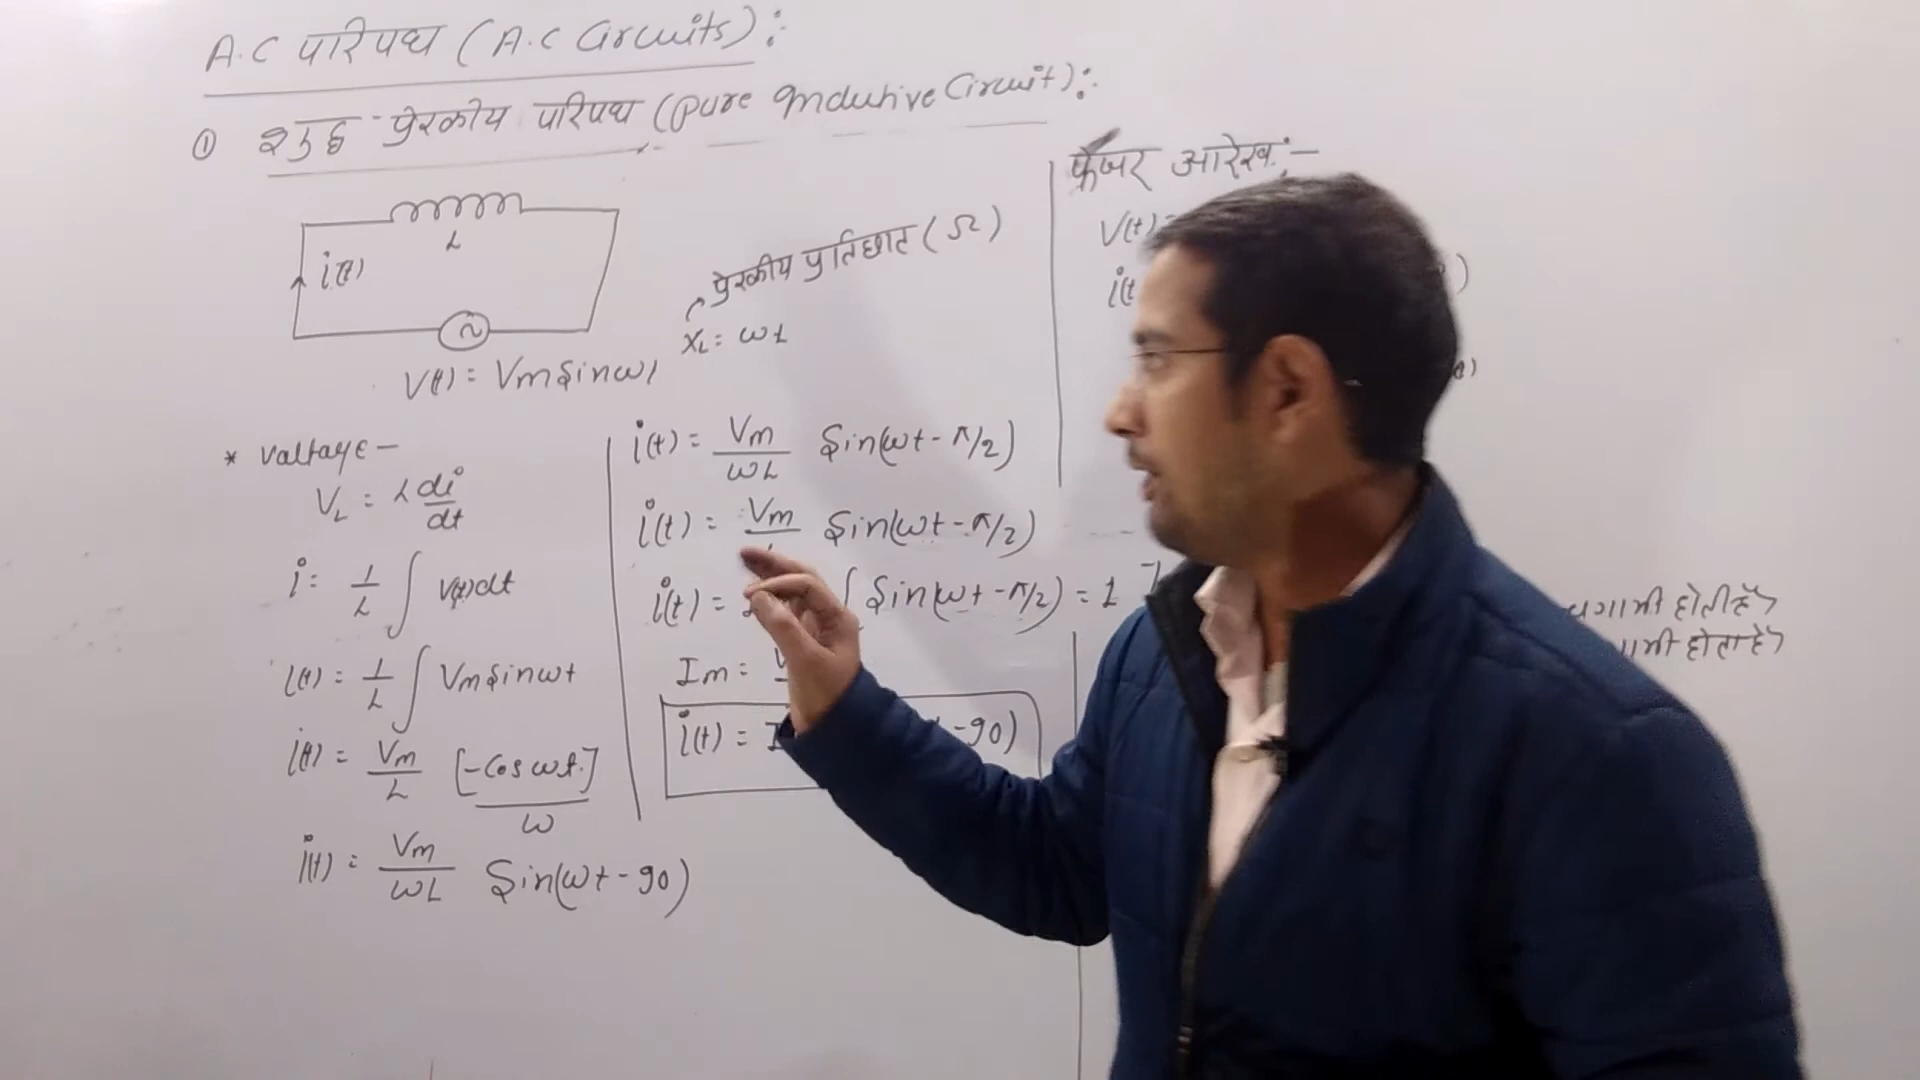 A.C परिपथ (A.C Circuits):
① शुद्ध प्रेरकीय परिपथ (Pure Inductive Circuit):
L
i(t)
V(t) = Vm Sinωt
प्रेरकीय प्रतिघात (Ω)
XL = ωL
* Valtage -
VL = L di/dt
i = 1/L ∫ V(t)dt
i(t) = 1/L ∫ Vm Sinωt
i(t) = Vm/L [-Cos ωt.]/ω
i(t) = Vm/ωL Sin(ωt - 90)
i(t) = Vm/ωL Sin(ωt - π/2)
i(t) = Vm Sin(ωt - π/2)
i(t) = ∫ Sin(ωt - π/2) = 1
Im =
i(t) = I -90)
फेजर आरेख:-
V(t)=
i(t
होती है
होता है